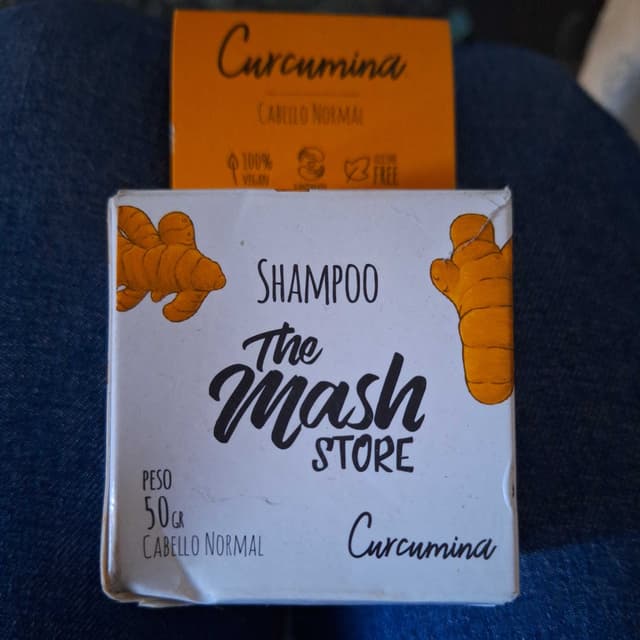 Curcumina
CABELLO NORMAL
100%
VEGAN
FREE
SHAMPOO
The
Mash
STORE
PESO
50GR
CABELLO NORMAL
Curcumina